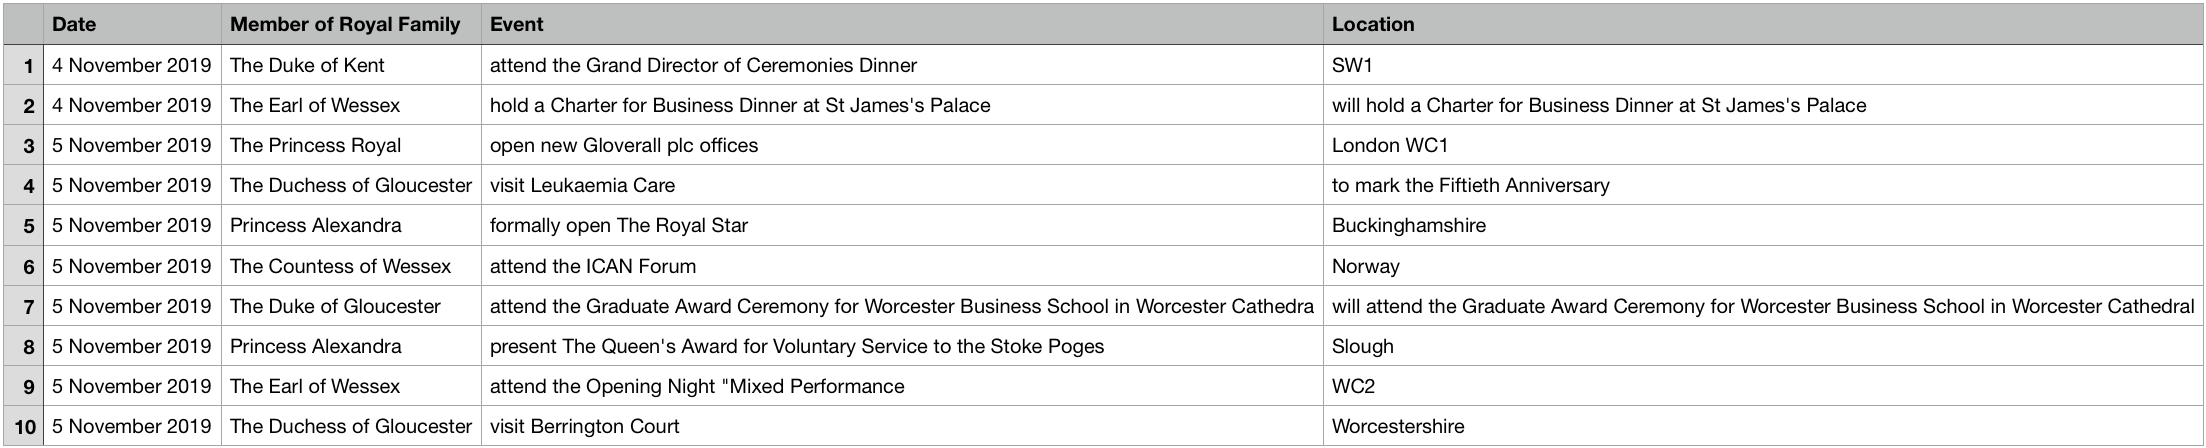 Date Member of Royal Family Event Location
1 4 November 2019 The Duke of Kent attend the Grand Director of Ceremonies Dinner SW1
2 4 November 2019 The Earl of Wessex hold a Charter for Business Dinner at St James's Palace will hold a Charter for Business Dinner at St James's Palace
3 5 November 2019 The Princess Royal open new Gloverall plc offices London WC1
4 5 November 2019 The Duchess of Gloucester visit Leukaemia Care to mark the Fiftieth Anniversary
5 5 November 2019 Princess Alexandra formally open The Royal Star Buckinghamshire
6 5 November 2019 The Countess of Wessex attend the ICAN Forum Norway
7 5 November 2019 The Duke of Gloucester attend the Graduate Award Ceremony for Worcester Business School in Worcester Cathedra will attend the Graduate Award Ceremony for Worcester Business School in Worcester Cathedral
8 5 November 2019 Princess Alexandra present The Queen's Award for Voluntary Service to the Stoke Poges Slough
9 5 November 2019 The Earl of Wessex attend the Opening Night "Mixed Performance WC2
10 5 November 2019 The Duchess of Gloucester visit Berrington Court Worcestershire